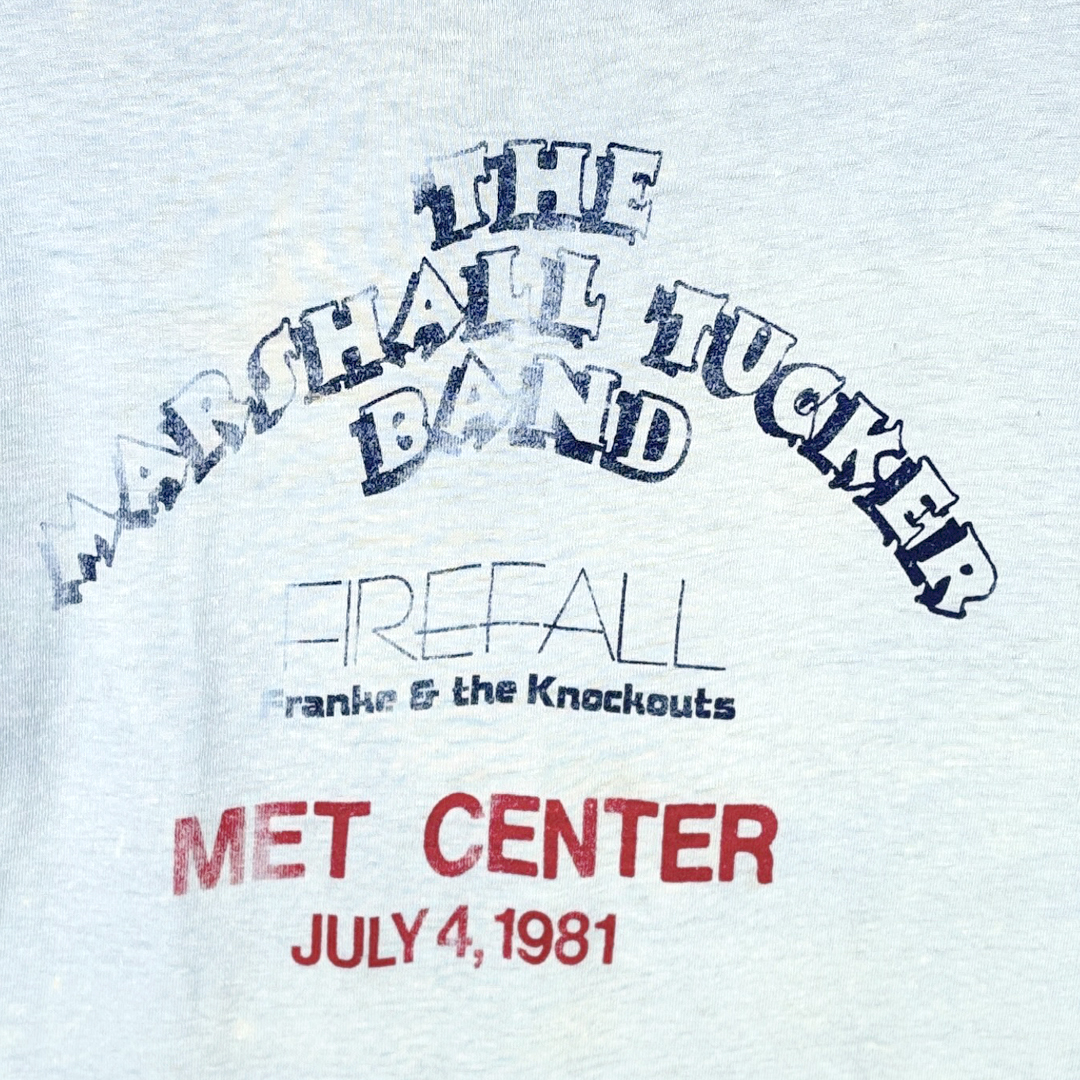 THE
MARSHALL TUCKER
BAND
FIREFALL
Franke & the Knockouts
MET CENTER
JULY 4, 1981